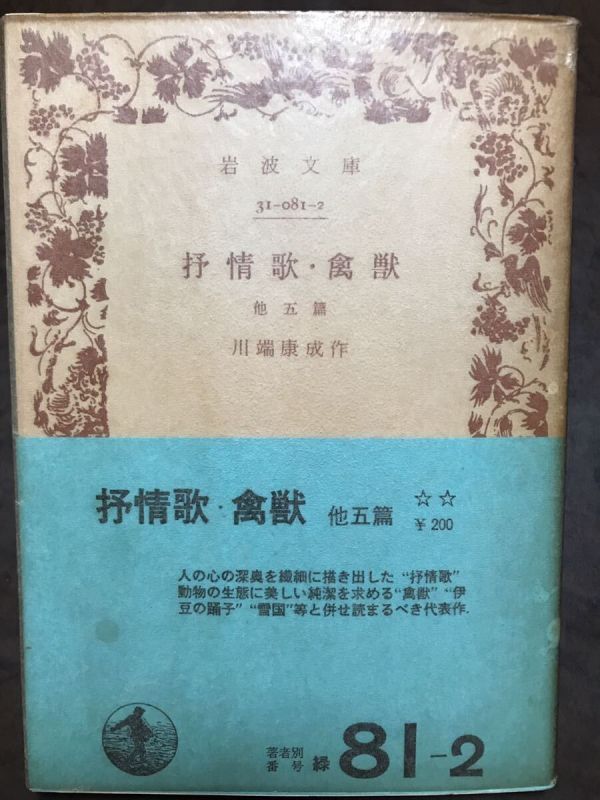 岩波文庫
31-081-2
抒情歌・禽獣
他五篇
川端康成作
抒情歌・禽獣 他五篇 ☆☆
¥200
人の心の深奥を繊細に描き出した“抒情歌”
動物の生態に美しい純潔を求める“禽獣”“伊
豆の踊子”“雪国”等と併せ読まるべき代表作.
著者別
番号 緑 81-2